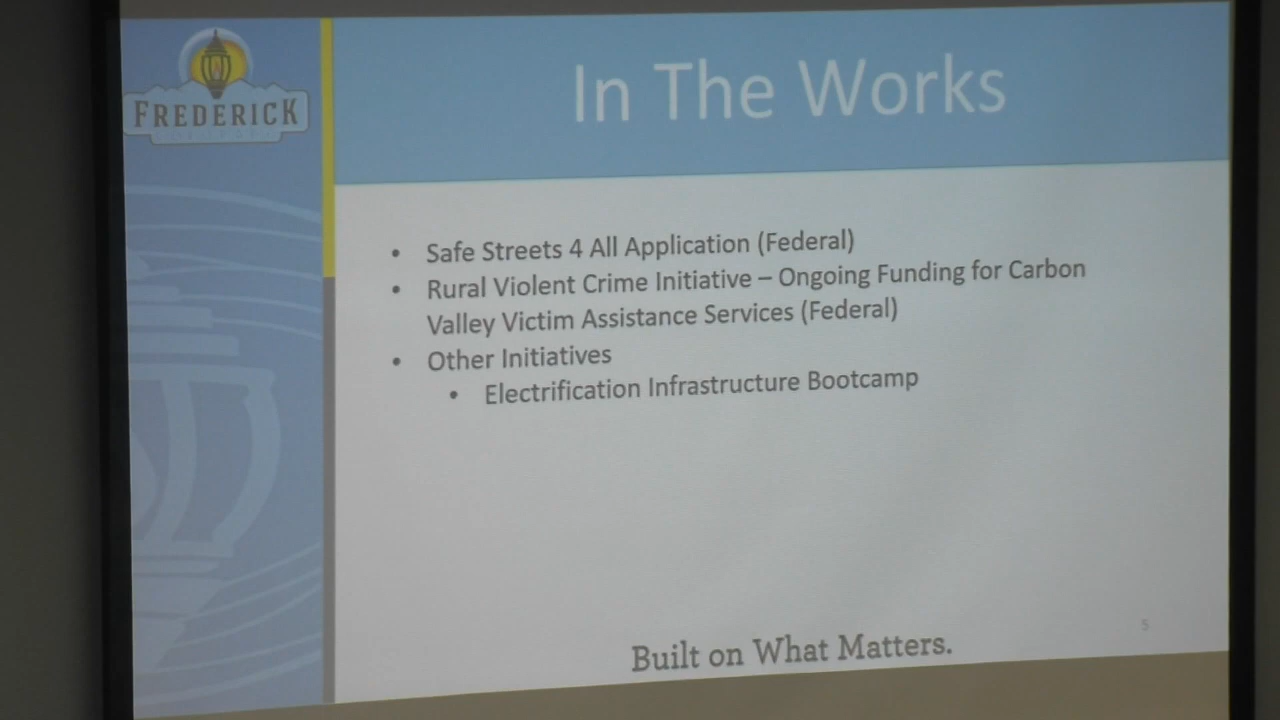 FREDERICK
In The Works
• Safe Streets 4 All Application (Federal)
• Rural Violent Crime Initiative – Ongoing Funding for Carbon
Valley Victim Assistance Services (Federal)
• Other Initiatives
• Electrification Infrastructure Bootcamp
Built on What Matters.
5